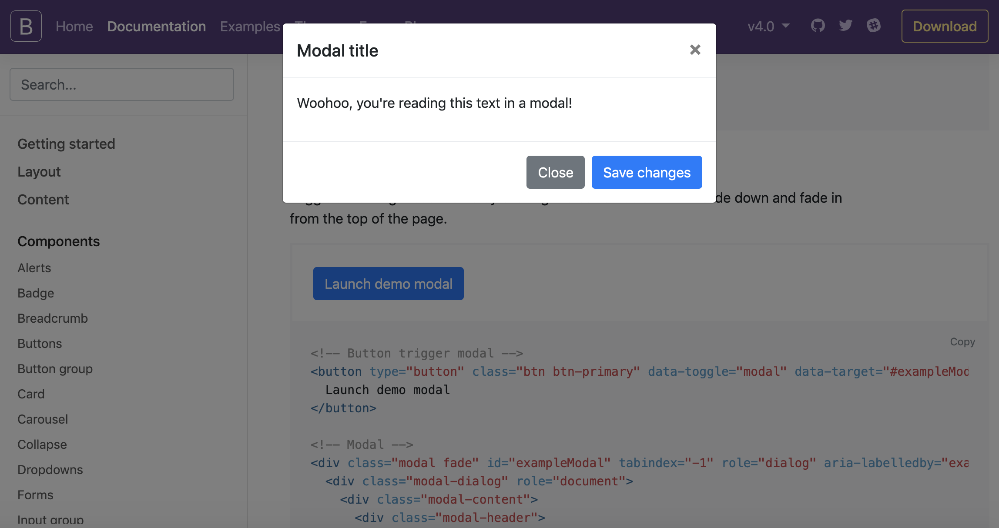 B Home Documentation Examples v4.0 Download
Modal title ×
Woohoo, you're reading this text in a modal!
Close Save changes
Search...
Getting started
Layout
Content
Components
Alerts
Badge
Breadcrumb
Buttons
Button group
Card
Carousel
Collapse
Dropdowns
Forms
Input group
down and fade in
from the top of the page.
Launch demo modal
Copy
<!-- Button trigger modal -->
<button type="button" class="btn btn-primary" data-toggle="modal" data-target="#exampleMod
  Launch demo modal
</button>
<!-- Modal -->
<div class="modal fade" id="exampleModal" tabindex="-1" role="dialog" aria-labelledby="exa
  <div class="modal-dialog" role="document">
    <div class="modal-content">
      <div class="modal-header">